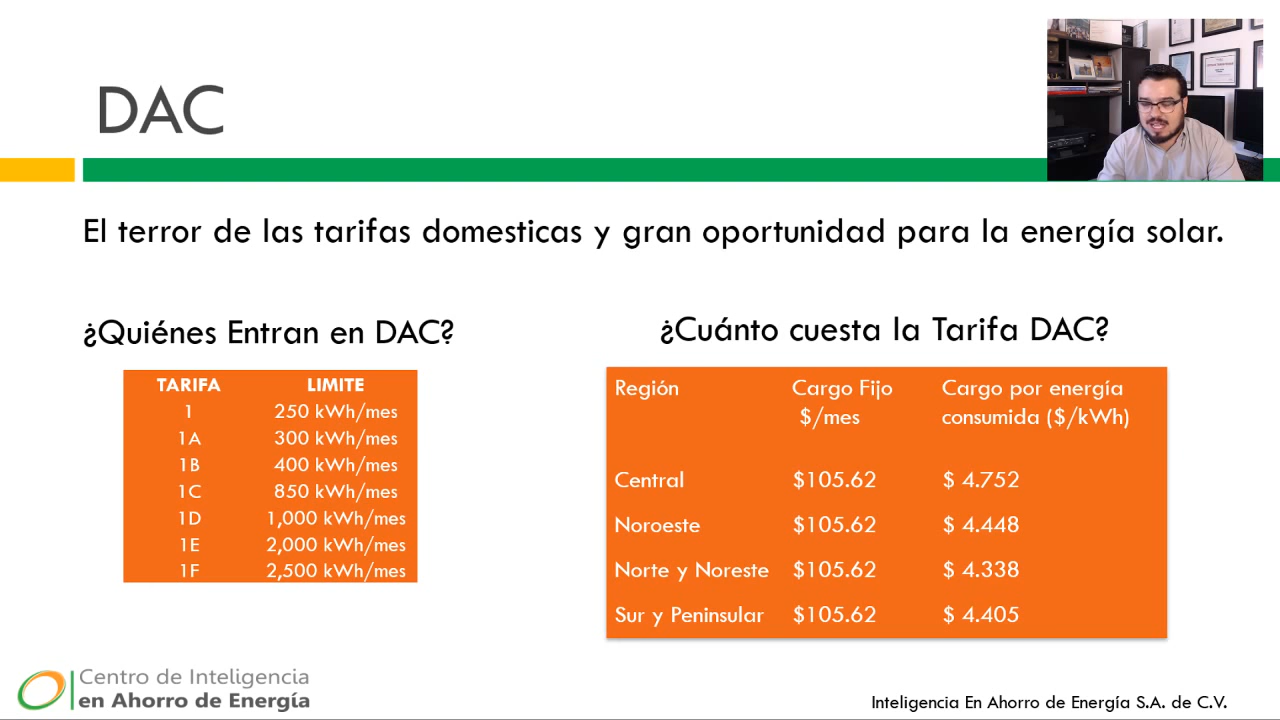 DAC
El terror de las tarifas domesticas y gran oportunidad para la energía solar.
¿Quiénes Entran en DAC?
TARIFA LIMITE
1 250 kWh/mes
1A 300 kWh/mes
1B 400 kWh/mes
1C 850 kWh/mes
1D 1,000 kWh/mes
1E 2,000 kWh/mes
1F 2,500 kWh/mes
¿Cuánto cuesta la Tarifa DAC?
Región Cargo Fijo Cargo por energía
$/mes consumida ($/kWh)
Central $105.62 $ 4.752
Noroeste $105.62 $ 4.448
Norte y Noreste $105.62 $ 4.338
Sur y Peninsular $105.62 $ 4.405
Centro de Inteligencia
en Ahorro de Energía
Inteligencia En Ahorro de Energía S.A. de C.V.